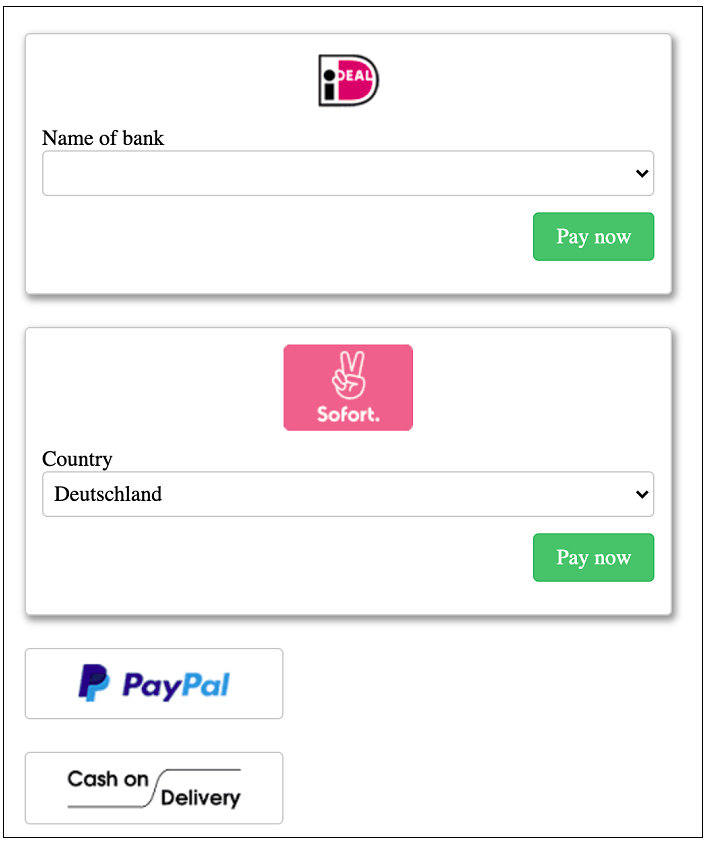 iDEAL
Name of bank
Pay now
Sofort.
Country
Deutschland
Pay now
PayPal
Cash on
Delivery